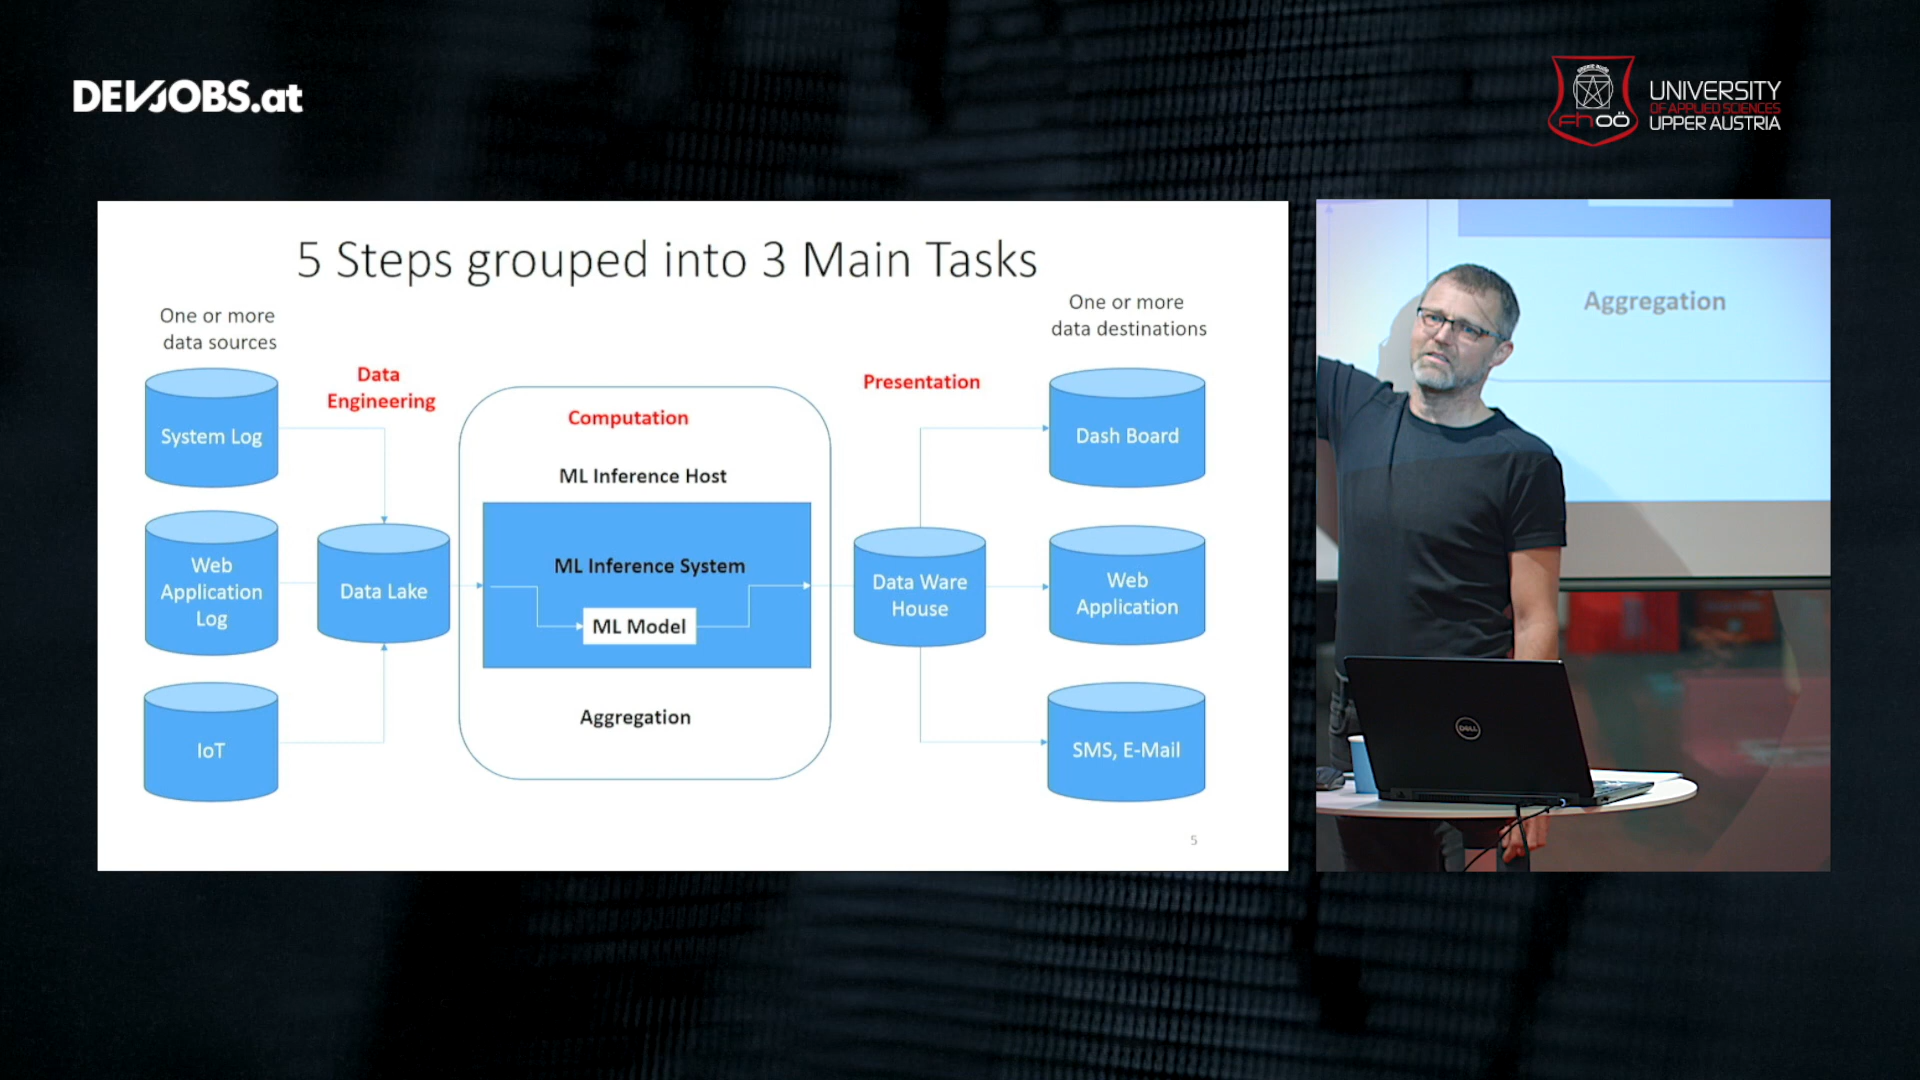 DEVJOBS.at
UNIVERSITY
OF APPLIED SCIENCES
UPPER AUSTRIA
fh oö
5 Steps grouped into 3 Main Tasks
One or more
data sources
One or more
data destinations
Data
Engineering
Presentation
Computation
System Log
Dash Board
ML Inference Host
Web
Application
Log
Data Lake
ML Inference System
ML Model
Data Ware
House
Web
Application
Aggregation
IoT
SMS, E-Mail
5
Aggregation
DELL